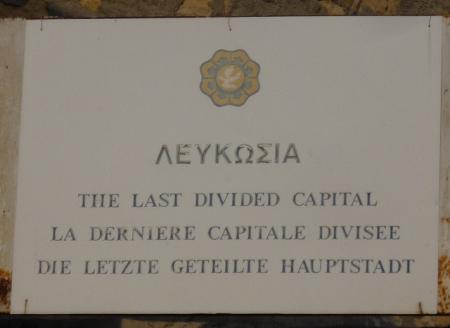 ΛΕΥΚΩΣΙΑ
THE LAST DIVIDED CAPITAL
LA DERNIERE CAPITALE DIVISEE
DIE LETZTE GETEILTE HAUPTSTADT